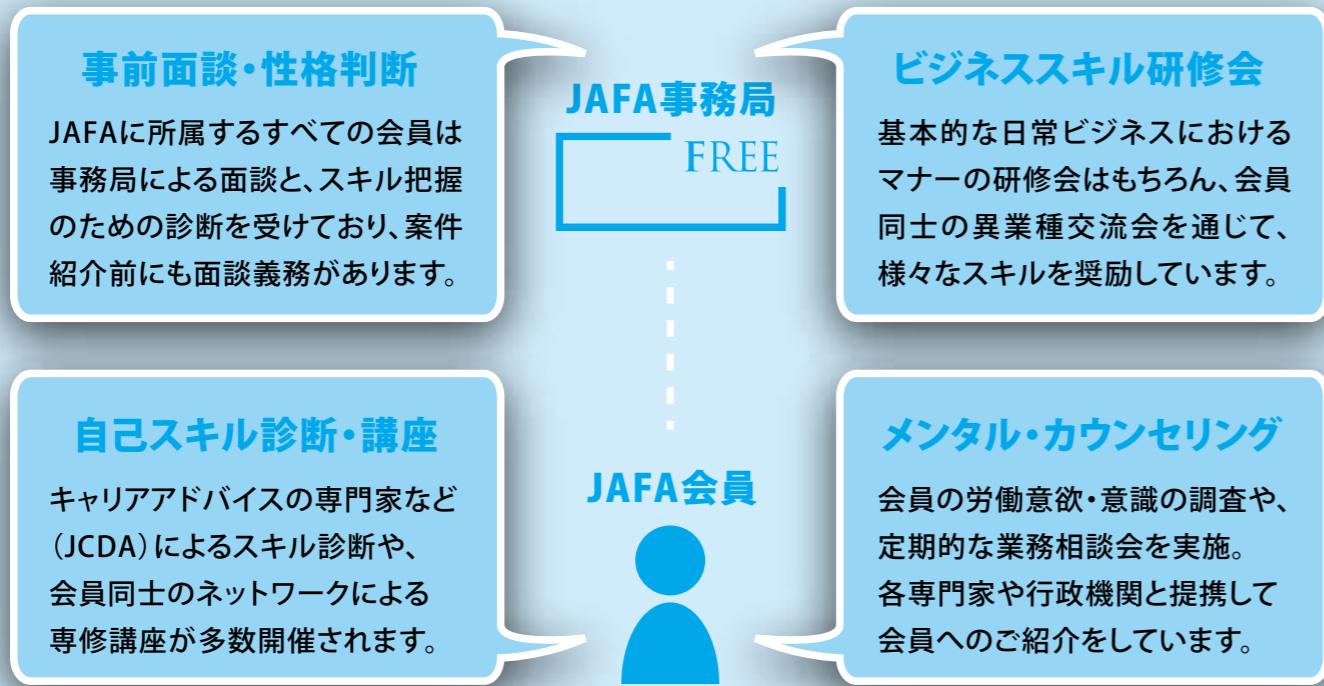 事前面談・性格判断
JAFAに所属するすべての会員は
事務局による面談と、スキル把握
のための診断を受けており、案件
紹介前にも面談義務があります。
JAFA事務局
FREE
ビジネススキル研修会
基本的な日常ビジネスにおける
マナーの研修会はもちろん、会員
同士の異業種交流会を通じて、
様々なスキルを奨励しています。
自己スキル診断・講座
キャリアアドバイスの専門家など
（JCDA）によるスキル診断や、
会員同士のネットワークによる
専修講座が多数開催されます。
JAFA会員
メンタル・カウンセリング
会員の労働意欲・意識の調査や、
定期的な業務相談会を実施。
各専門家や行政機関と提携して
会員へのご紹介をしています。